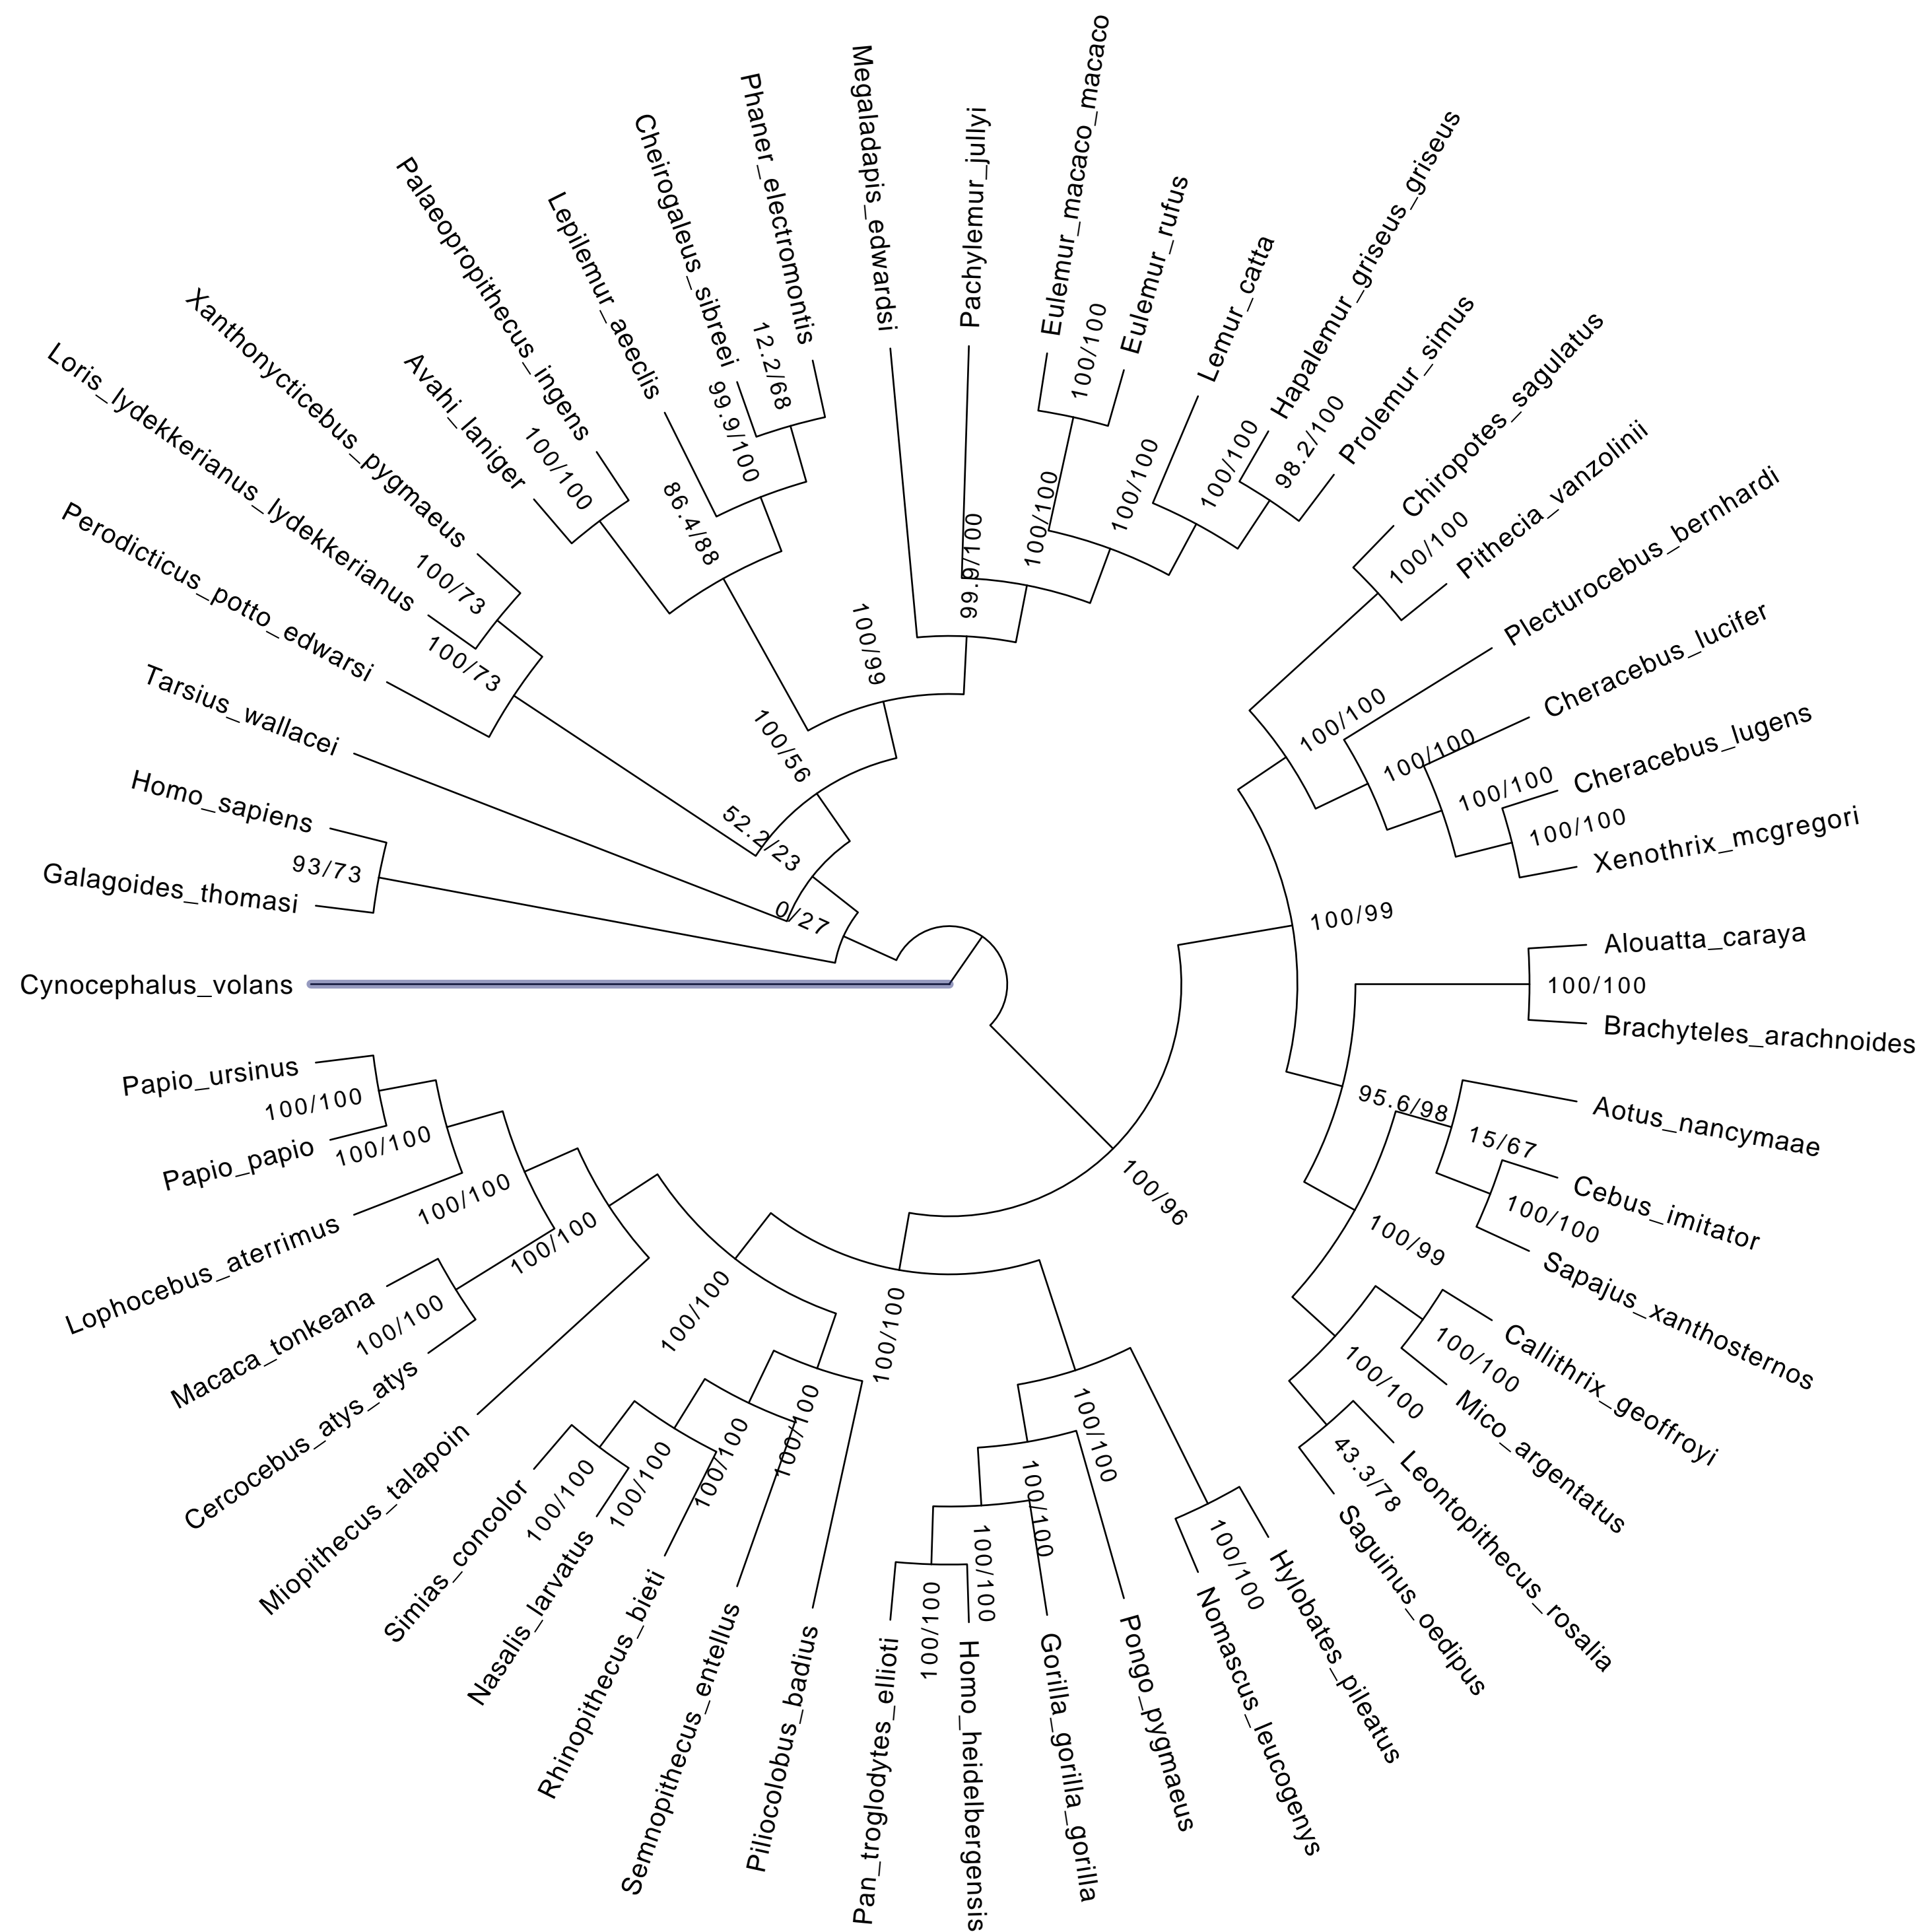 Megaladapis_edwardsi
Pachylemur_jullyi
Eulemur_macaco_macaco
100/100
Eulemur_rufus
Lemur_catta
Hapalemur_griseus_griseus
98.2/100
Prolemur_simus
100/100
100/100
100/100
99.9/100
Chiropotes_sagulatus
100/100
Pithecia_vanzolinii
Plecturocebus_bernhardi
100/100
Cheracebus_lucifer
100/100
Cheracebus_lugens
100/100
100/100
Xenothrix_mcgregori
100/99
Alouatta_caraya
100/100
Brachyteles_arachnoides
95.6/98
Aotus_nancymaae
15/67
Cebus_imitator
100/100
Sapajus_xanthosternos
100/99
Callithrix_geoffroyi
100/100
Mico_argentatus
100/100
Leontopithecus_rosalia
43.3/78
Saguinus_oedipus
100/96
Hylobates_pileatus
100/100
Nomascus_leucogenys
100/100
Pongo_pygmaeus
100/100
Gorilla_gorilla_gorilla
100/100
Homo_heidelbergensis
100/100
Pan_troglodytes_ellioti
100/100
Piliocolobus_badius
100/100
Semnopithecus_entellus
100/100
Rhinopithecus_bieti
100/100
Nasalis_larvatus
100/100
Simias_concolor
100/100
Miopithecus_talapoin
100/100
Cercocebus_atys_atys
100/100
Macaca_tonkeana
100/100
Lophocebus_aterrimus
100/100
Papio_papio
100/100
Papio_ursinus
Cynocephalus_volans
Galagoides_thomasi
93/73
Homo_sapiens
0/27
Tarsius_wallacei
52.2/23
Perodicticus_potto_edwarsi
100/73
Loris_lydekkerianus_lydekkerianus
100/73
Xanthonycticebus_pygmaeus
100/56
Avahi_laniger
100/100
Palaeopropithecus_ingens
86.4/88
Lepilemur_aeeclis
99.9/100
Cheirogaleus_sibreei
12.2/68
Phaner_electromontis
100/99